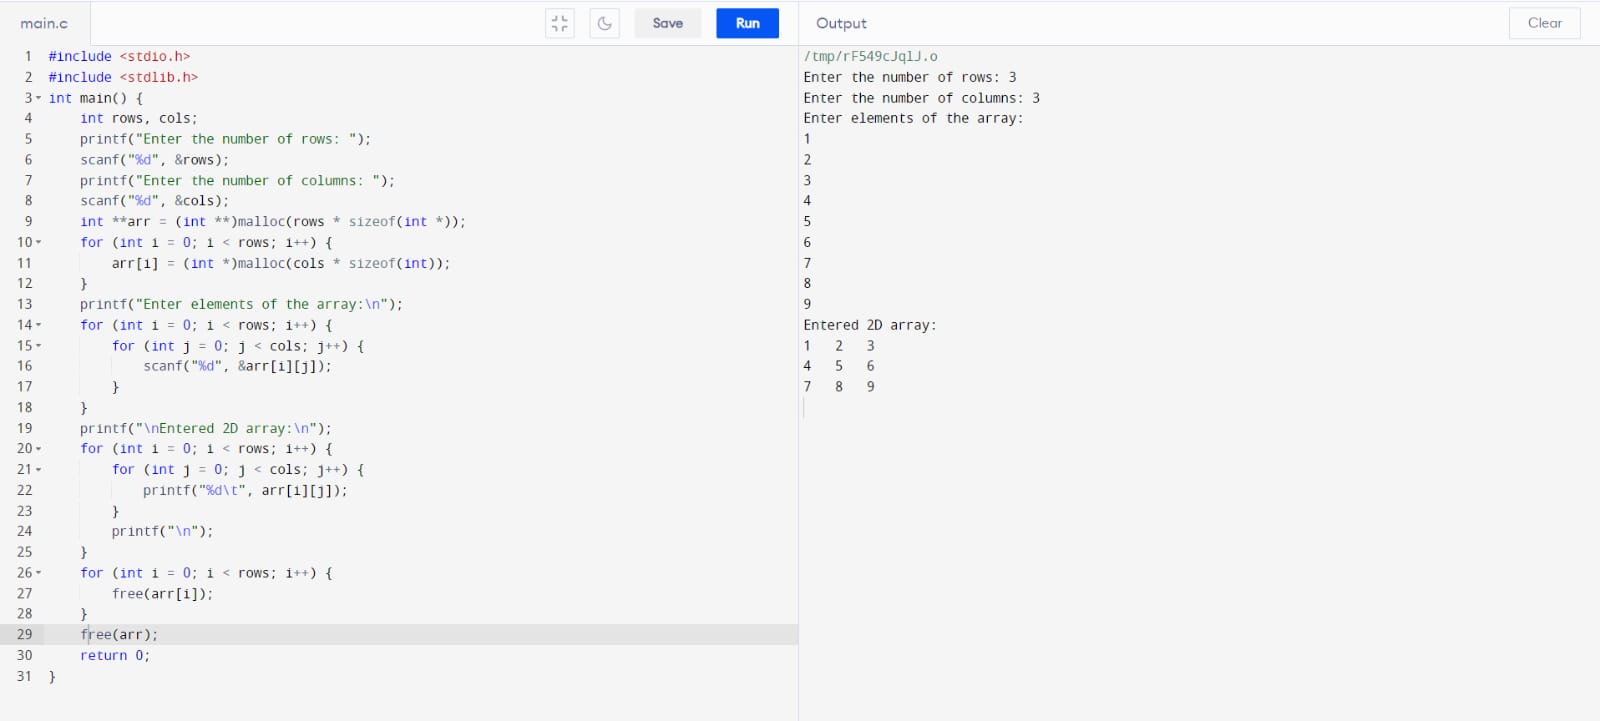 main.c
Save
Run
1 #include <stdio.h>
2 #include <stdlib.h>
3 int main() {
4     int rows, cols;
5     printf("Enter the number of rows: ");
6     scanf("%d", &rows);
7     printf("Enter the number of columns: ");
8     scanf("%d", &cols);
9     int **arr = (int **)malloc(rows * sizeof(int *));
10     for (int i = 0; i < rows; i++) {
11         arr[i] = (int *)malloc(cols * sizeof(int));
12     }
13     printf("Enter elements of the array:\n");
14     for (int i = 0; i < rows; i++) {
15         for (int j = 0; j < cols; j++) {
16             scanf("%d", &arr[i][j]);
17         }
18     }
19     printf("\nEntered 2D array:\n");
20     for (int i = 0; i < rows; i++) {
21         for (int j = 0; j < cols; j++) {
22             printf("%d\t", arr[i][j]);
23         }
24         printf("\n");
25     }
26     for (int i = 0; i < rows; i++) {
27         free(arr[i]);
28     }
29     free(arr);
30     return 0;
31 }
Output
Clear
/tmp/rF549cJqlJ.o
Enter the number of rows: 3
Enter the number of columns: 3
Enter elements of the array:
1
2
3
4
5
6
7
8
9
Entered 2D array:
1   2   3
4   5   6
7   8   9